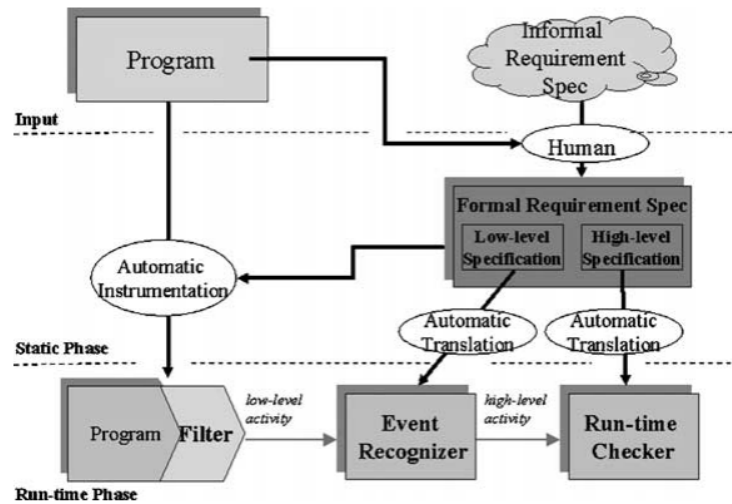 Program
Informal
Requirement
Spec
Input
Human
Formal Requirement Spec
Low-level
Specification
High-level
Specification
Automatic
Instrumentation
Automatic
Translation
Automatic
Translation
Static Phase
Program
Filter
low-level
activity
Event
Recognizer
high-level
activity
Run-time
Checker
Run-time Phase